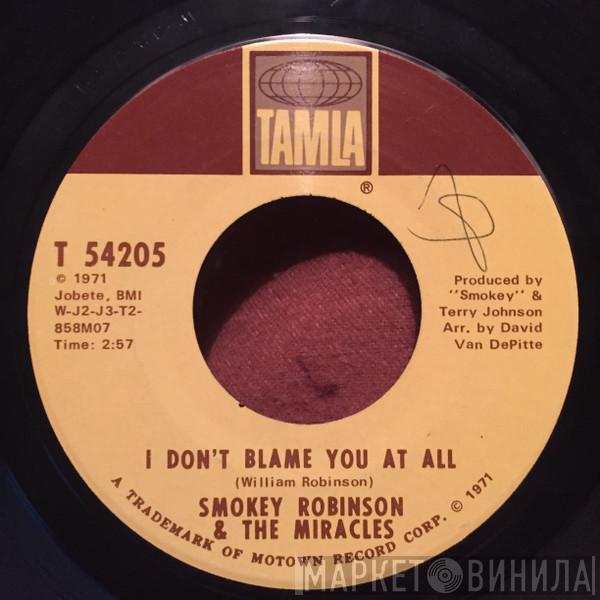 TAMLA
®
T 54205
© 1971
Jobete, BMI
W-J2-J3-T2-
858M07
Time: 2:57
Produced by
"Smokey" &
Terry Johnson
Arr. by David
Van DePitte
I DON'T BLAME YOU AT ALL
(William Robinson)
SMOKEY ROBINSON
& THE MIRACLES
A TRADEMARK OF MOTOWN RECORD CORP. © 1971
МАРКЕТ ВИНИЛА